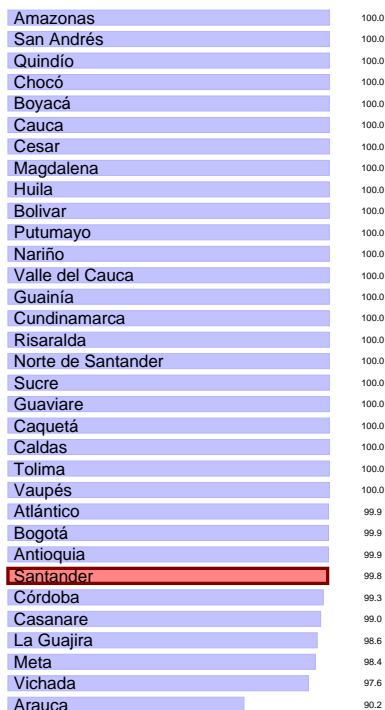 Amazonas 100.0
San Andrés 100.0
Quindío 100.0
Chocó 100.0
Boyacá 100.0
Cauca 100.0
Cesar 100.0
Magdalena 100.0
Huila 100.0
Bolivar 100.0
Putumayo 100.0
Nariño 100.0
Valle del Cauca 100.0
Guainía 100.0
Cundinamarca 100.0
Risaralda 100.0
Norte de Santander 100.0
Sucre 100.0
Guaviare 100.0
Caquetá 100.0
Caldas 100.0
Tolima 100.0
Vaupés 100.0
Atlántico 99.9
Bogotá 99.9
Antioquia 99.9
Santander 99.8
Córdoba 99.3
Casanare 99.0
La Guajira 98.6
Meta 98.4
Vichada 97.6
Arauca 90.2